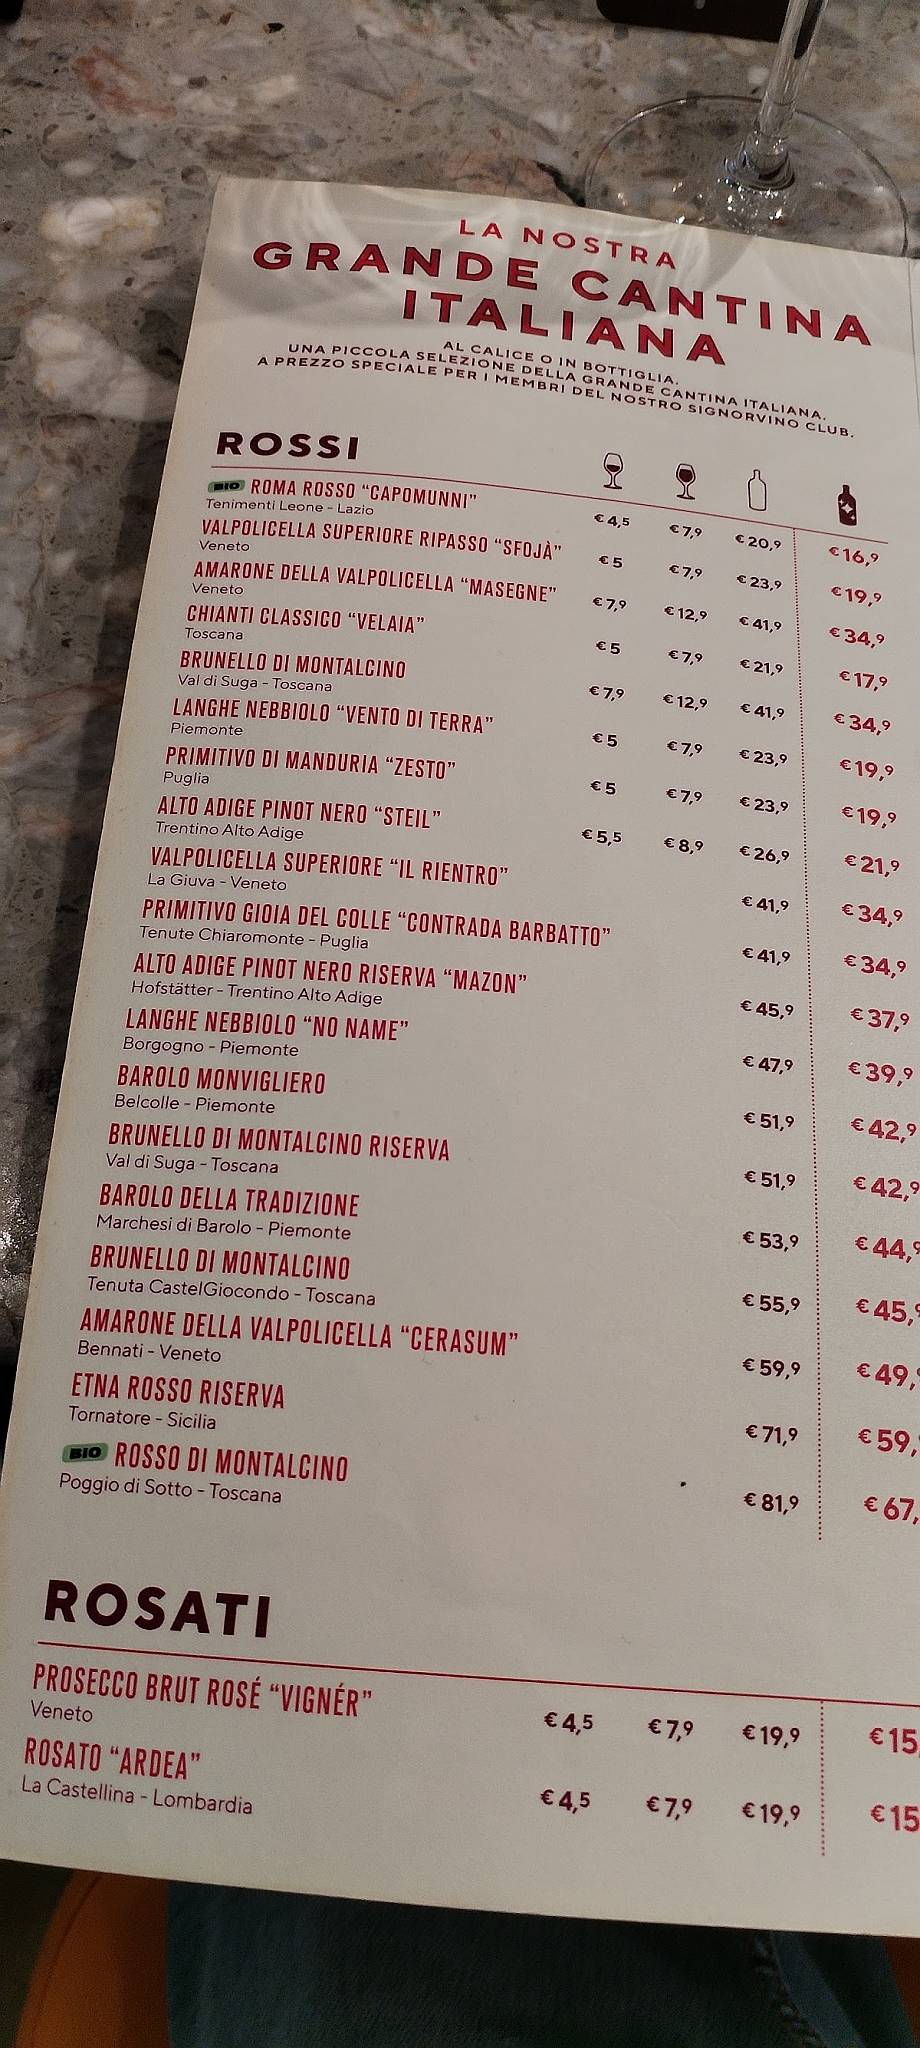 LA NOSTRA
GRANDE CANTINA
ITALIANA
AL CALICE O IN BOTTIGLIA.
UNA PICCOLA SELEZIONE DELLA GRANDE CANTINA ITALIANA.
A PREZZO SPECIALE PER I MEMBRI DEL NOSTRO SIGNORVINO CLUB.
ROSSI
BIO ROMA ROSSO “CAPOMUNNI” €4,5 €7,9 €20,9 €16,9
Tenimenti Leone - Lazio
VALPOLICELLA SUPERIORE RIPASSO “SFOJÀ” €5 €7,9 €23,9 €19,9
Veneto
AMARONE DELLA VALPOLICELLA “MASEGNE” €7,9 €12,9 €41,9 €34,9
Veneto
CHIANTI CLASSICO “VELAIA” €5 €7,9 €21,9 €17,9
Toscana
BRUNELLO DI MONTALCINO €7,9 €12,9 €41,9 €34,9
Val di Suga - Toscana
LANGHE NEBBIOLO “VENTO DI TERRA” €5 €7,9 €23,9 €19,9
Piemonte
PRIMITIVO DI MANDURIA “ZESTO” €5 €7,9 €23,9 €19,9
Puglia
ALTO ADIGE PINOT NERO “STEIL” €5,5 €8,9 €26,9 €21,9
Trentino Alto Adige
VALPOLICELLA SUPERIORE “IL RIENTRO” €41,9 €34,9
La Giuva - Veneto
PRIMITIVO GIOIA DEL COLLE “CONTRADA BARBATTO” €41,9 €34,9
Tenute Chiaromonte - Puglia
ALTO ADIGE PINOT NERO RISERVA “MAZON” €45,9 €37,9
Hofstätter - Trentino Alto Adige
LANGHE NEBBIOLO “NO NAME” €47,9 €39,9
Borgogno - Piemonte
BAROLO MONVIGLIERO €51,9 €42,9
Belcolle - Piemonte
BRUNELLO DI MONTALCINO RISERVA €51,9 €42,9
Val di Suga - Toscana
BAROLO DELLA TRADIZIONE €53,9 €44,9
Marchesi di Barolo - Piemonte
BRUNELLO DI MONTALCINO €55,9 €45,9
Tenuta CastelGiocondo - Toscana
AMARONE DELLA VALPOLICELLA “CERASUM” €59,9 €49,
Bennati - Veneto
ETNA ROSSO RISERVA €71,9 €59,
Tornatore - Sicilia
BIO ROSSO DI MONTALCINO €81,9 €67,
Poggio di Sotto - Toscana
ROSATI
PROSECCO BRUT ROSÉ “VIGNÉR” €4,5 €7,9 €19,9 €15
Veneto
ROSATO “ARDEA” €4,5 €7,9 €19,9 €15
La Castellina - Lombardia